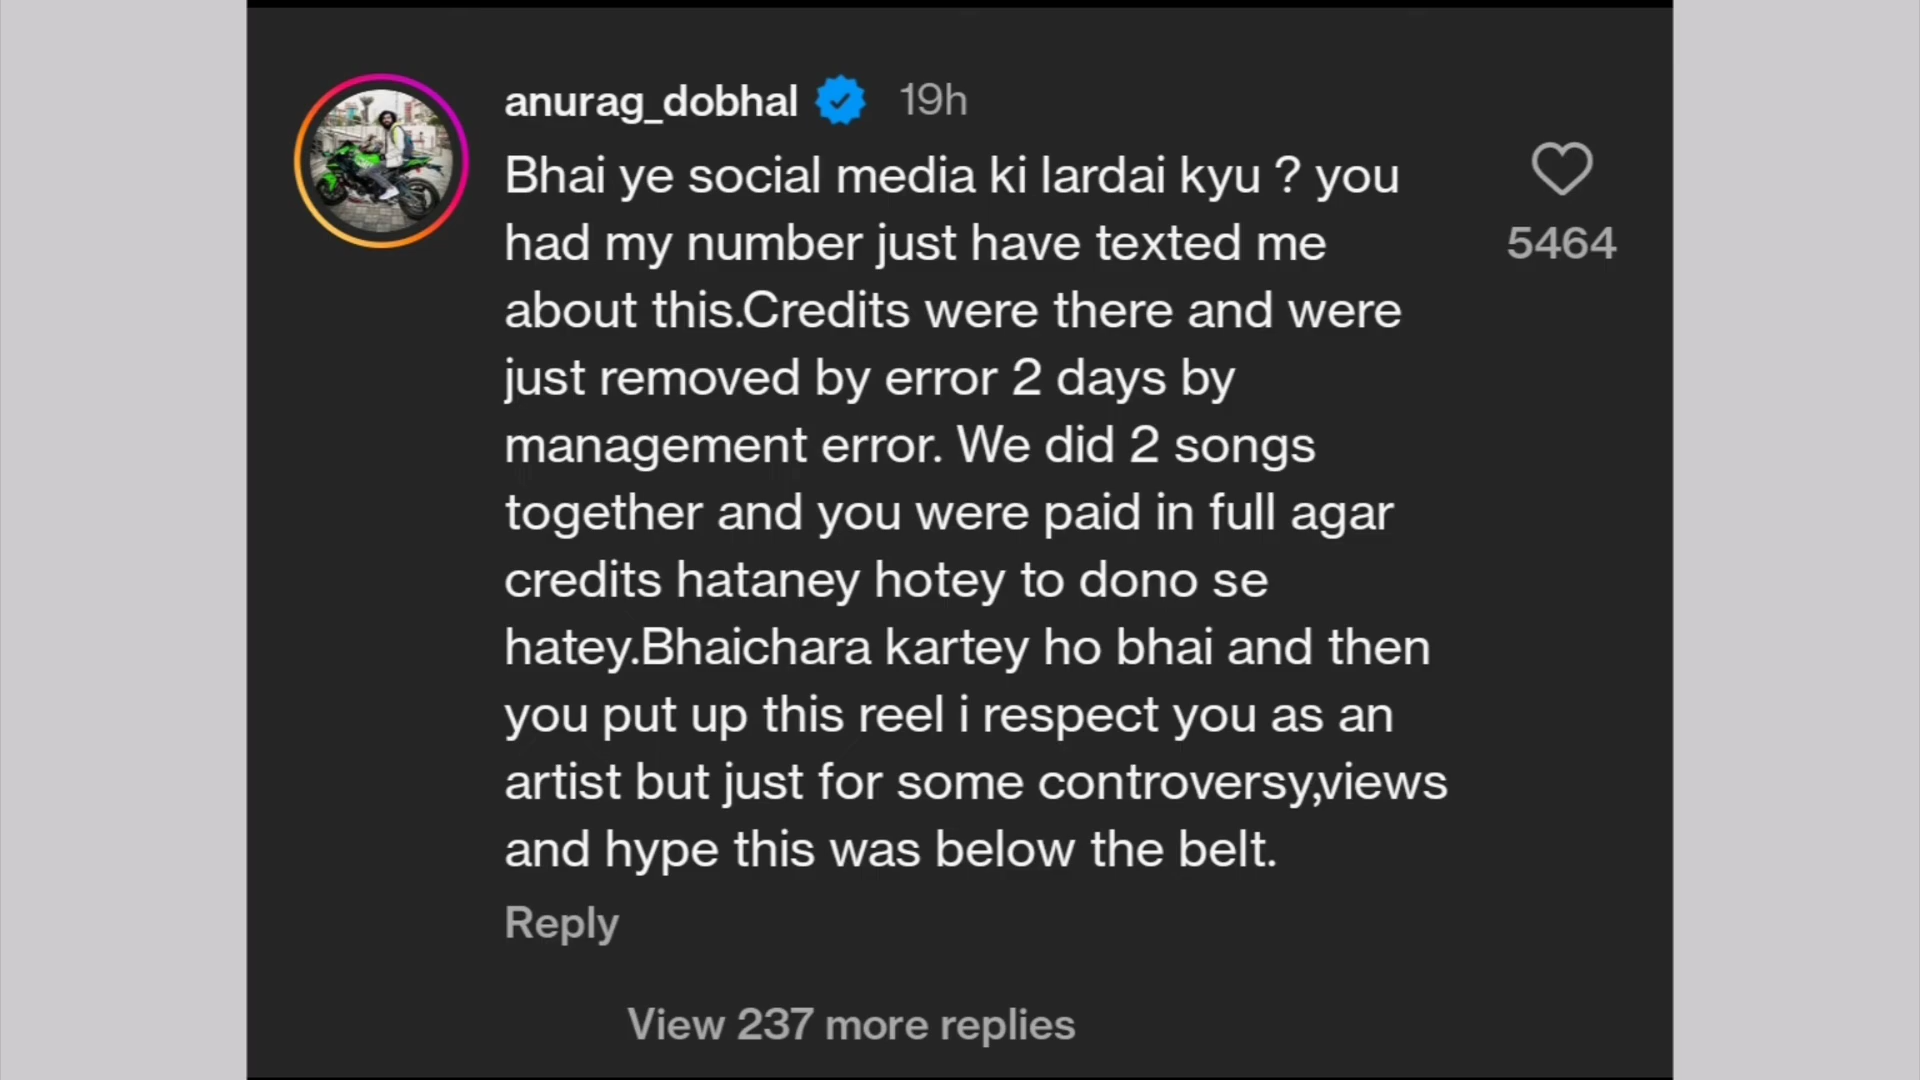 anurag_dobhal 19h
Bhai ye social media ki lardai kyu ? you
had my number just have texted me
about this.Credits were there and were
just removed by error 2 days by
management error. We did 2 songs
together and you were paid in full agar
credits hataney hotey to dono se
hatey.Bhaichara kartey ho bhai and then
you put up this reel i respect you as an
artist but just for some controversy,views
and hype this was below the belt.
5464
Reply
View 237 more replies